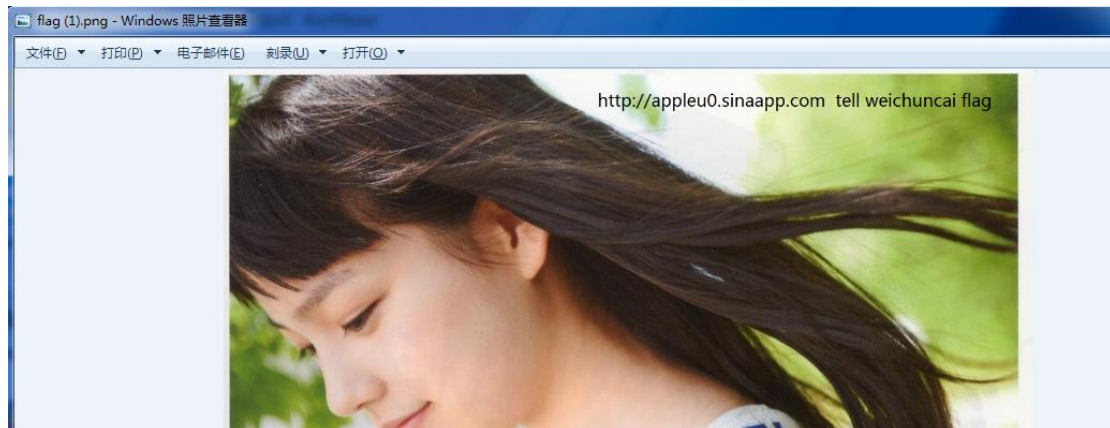 flag (1).png - Windows 照片查看器
文件(F) 打印(P) 电子邮件(E) 刻录(U) 打开(O)
http://appleu0.sinaapp.com tell weichuncai flag